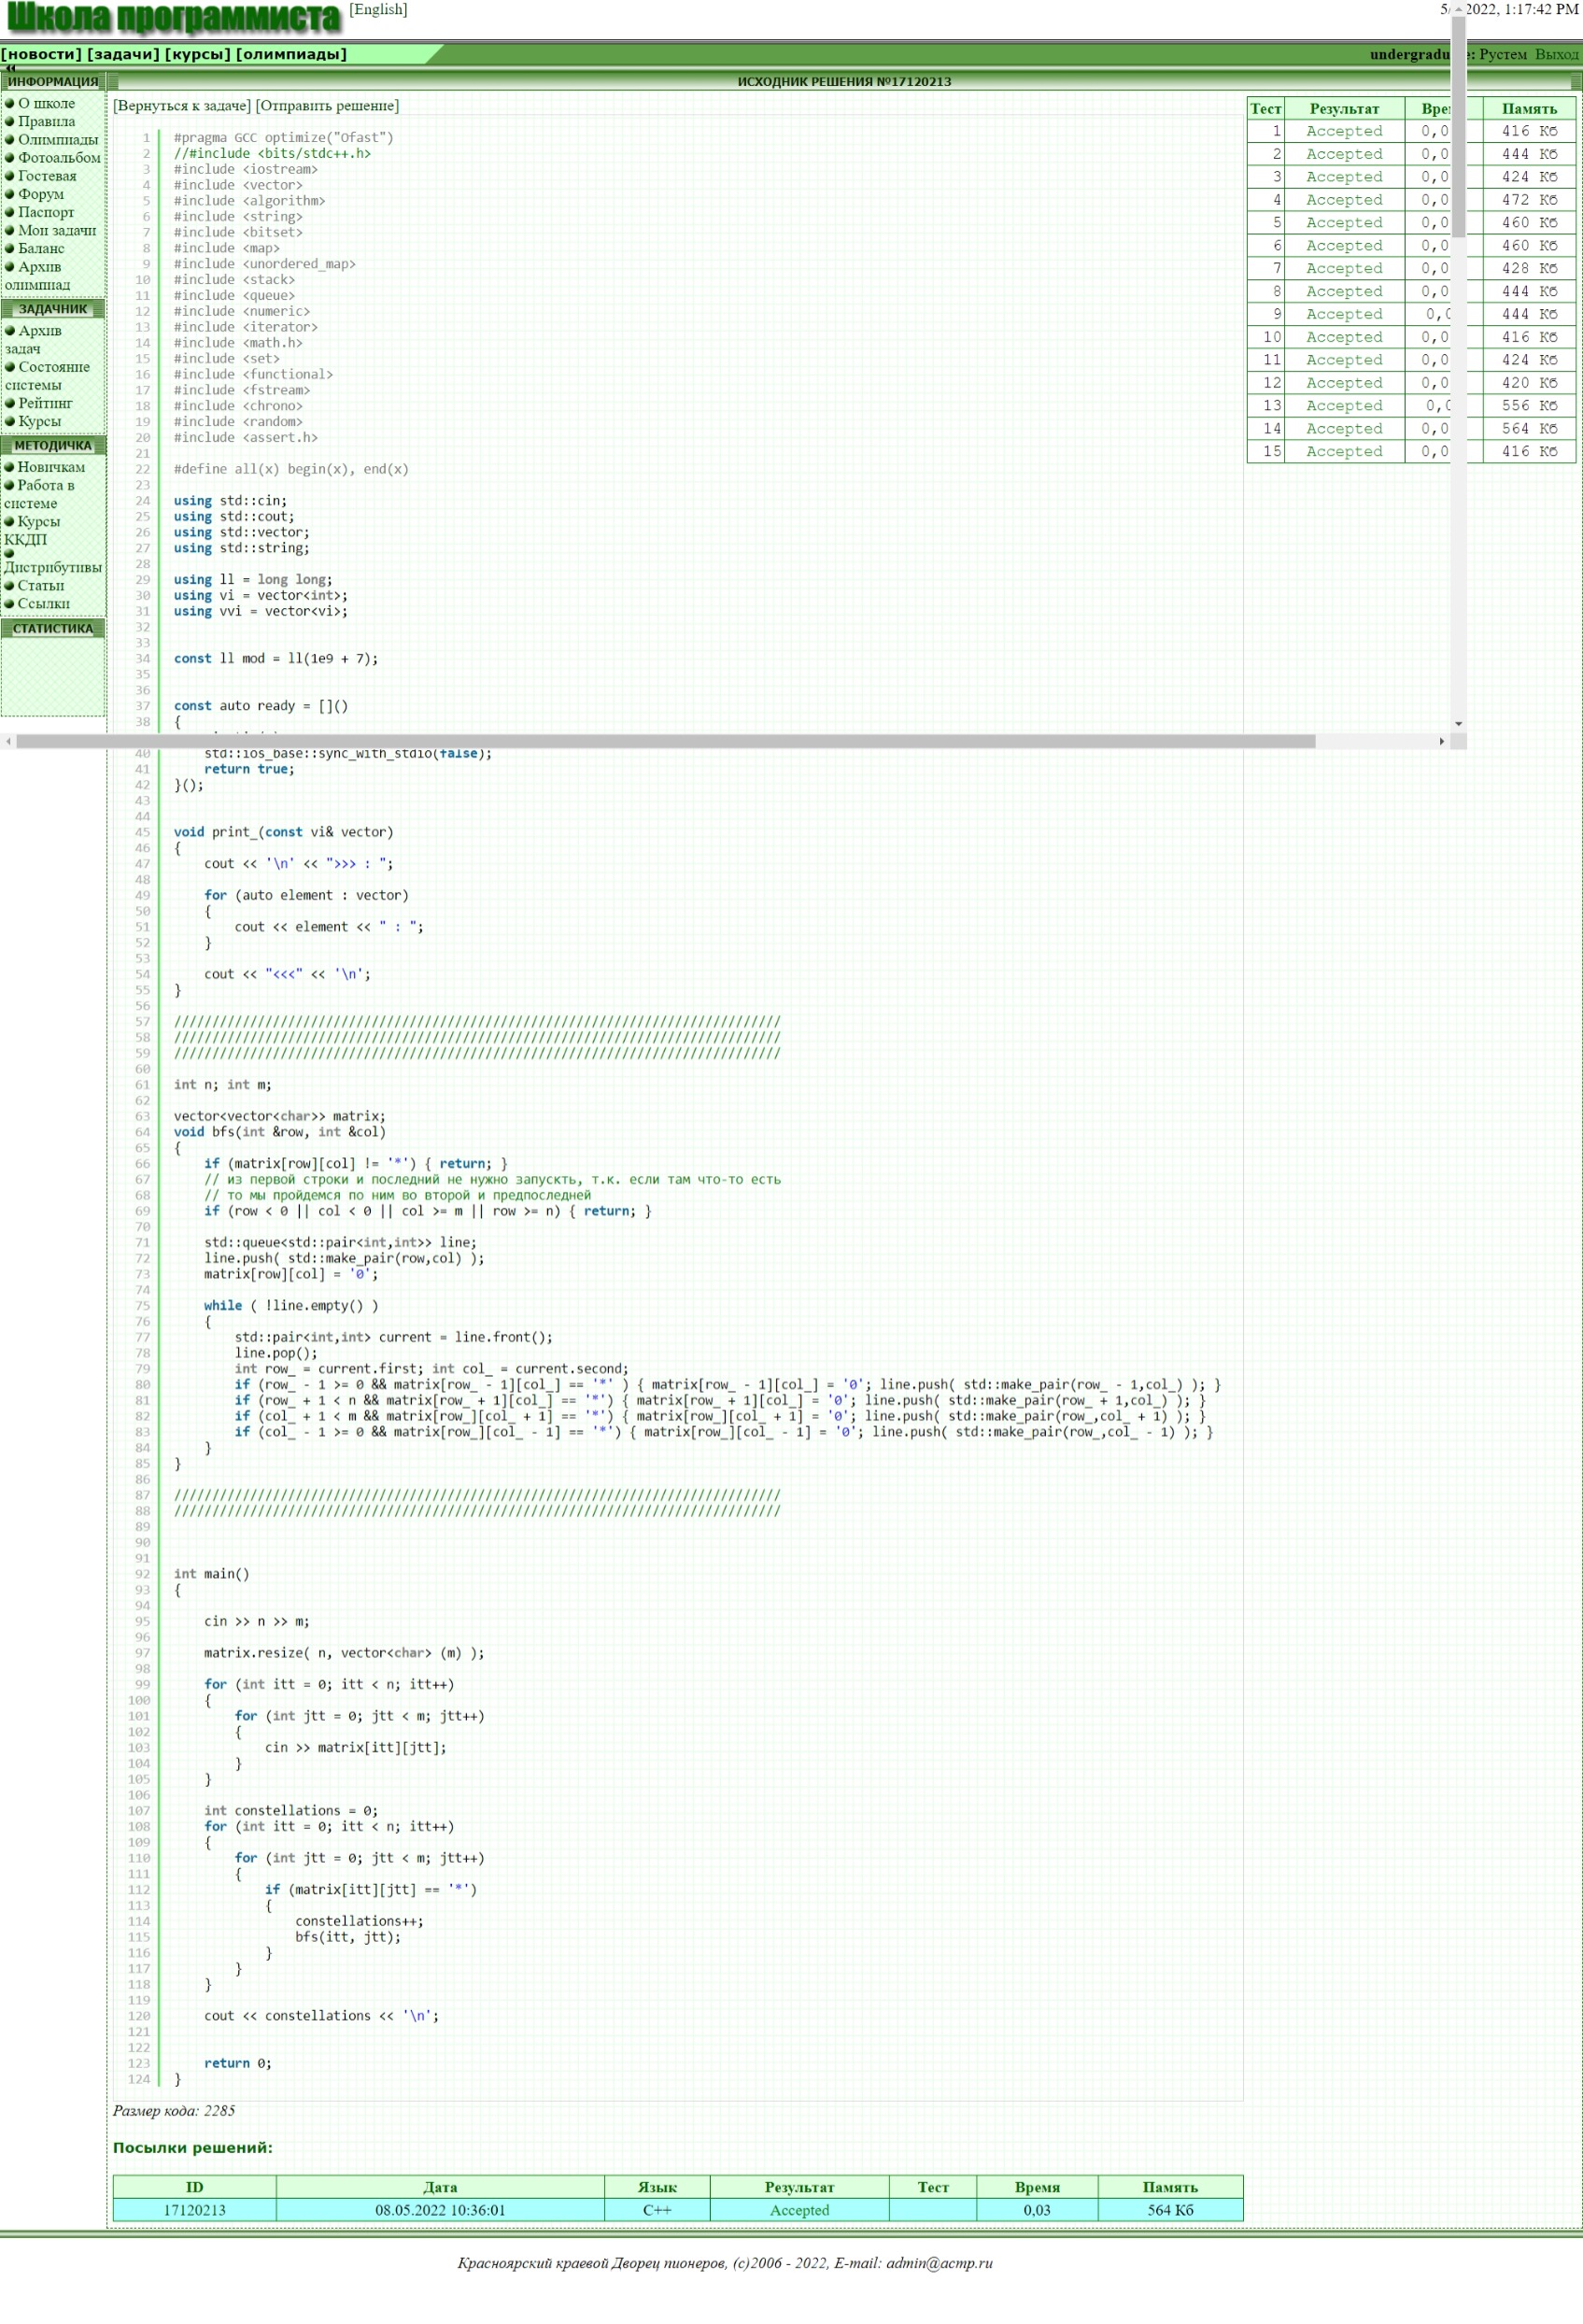 Школа программиста [English]
5/ 2022, 1:17:42 PM
[новости] [задачи] [курсы] [олимпиады]
Рустем Выход
ИНФОРМАЦИЯ
О школе
Правила
Олимпиады
Фотоальбом
Гостевая
Форум
Паспорт
Мои задачи
Баланс
Архив
олимпиад
ЗАДАЧНИК
Архив
задач
Состояние
системы
Рейтинг
Курсы
МЕТОДИЧКА
Новичкам
Работа в
системе
Курсы
ККДП
Дистрибутивы
Статьи
Ссылки
СТАТИСТИКА
ИСХОДНИК РЕШЕНИЯ №17120213
[Вернуться к задаче] [Отправить решение]
1 #pragma GCC optimize("Ofast")
2 //#include <bits/stdc++.h>
3 #include <iostream>
4 #include <vector>
5 #include <algorithm>
6 #include <string>
7 #include <bitset>
8 #include <map>
9 #include <unordered_map>
10 #include <stack>
11 #include <queue>
12 #include <numeric>
13 #include <iterator>
14 #include <math.h>
15 #include <set>
16 #include <functional>
17 #include <fstream>
18 #include <chrono>
19 #include <random>
20 #include <assert.h>
21
22 #define all(x) begin(x), end(x)
23
24 using std::cin;
25 using std::cout;
26 using std::vector;
27 using std::string;
28
29 using ll = long long;
30 using vi = vector<int>;
31 using vvi = vector<vi>;
32
33
34 const ll mod = ll(1e9 + 7);
35
36
37 const auto ready = []()
38 {
40 std::ios_base::sync_with_stdio(false);
41 return true;
42 }();
43
44
45 void print_(const vi& vector)
46 {
47 cout << '\n' << ">>> : ";
48
49 for (auto element : vector)
50 {
51 cout << element << " : ";
52 }
53
54 cout << "<<<" << '\n';
55 }
56
57 ////////////////////////////////////////////////////////////////////////////////
58 ////////////////////////////////////////////////////////////////////////////////
59 ////////////////////////////////////////////////////////////////////////////////
60
61 int n; int m;
62
63 vector<vector<char>> matrix;
64 void bfs(int &row, int &col)
65 {
66 if (matrix[row][col] != '*') { return; }
67 // из первой строки и последний не нужно запускть, т.к. если там что-то есть
68 // то мы пройдемся по ним во второй и предпоследней
69 if (row < 0 || col < 0 || col >= m || row >= n) { return; }
70
71 std::queue<std::pair<int,int>> line;
72 line.push( std::make_pair(row,col) );
73 matrix[row][col] = '0';
74
75 while ( !line.empty() )
76 {
77 std::pair<int,int> current = line.front();
78 line.pop();
79 int row_ = current.first; int col_ = current.second;
80 if (row_ - 1 >= 0 && matrix[row_ - 1][col_] == '*' ) { matrix[row_ - 1][col_] = '0'; line.push( std::make_pair(row_ - 1,col_) ); }
81 if (row_ + 1 < n && matrix[row_ + 1][col_] == '*') { matrix[row_ + 1][col_] = '0'; line.push( std::make_pair(row_ + 1,col_) ); }
82 if (col_ + 1 < m && matrix[row_][col_ + 1] == '*') { matrix[row_][col_ + 1] = '0'; line.push( std::make_pair(row_,col_ + 1) ); }
83 if (col_ - 1 >= 0 && matrix[row_][col_ - 1] == '*') { matrix[row_][col_ - 1] = '0'; line.push( std::make_pair(row_,col_ - 1) ); }
84 }
85 }
86
87 ////////////////////////////////////////////////////////////////////////////////
88 ////////////////////////////////////////////////////////////////////////////////
89
90
91
92 int main()
93 {
94
95 cin >> n >> m;
96
97 matrix.resize( n, vector<char> (m) );
98
99 for (int itt = 0; itt < n; itt++)
100 {
101 for (int jtt = 0; jtt < m; jtt++)
102 {
103 cin >> matrix[itt][jtt];
104 }
105 }
106
107 int constellations = 0;
108 for (int itt = 0; itt < n; itt++)
109 {
110 for (int jtt = 0; jtt < m; jtt++)
111 {
112 if (matrix[itt][jtt] == '*')
113 {
114 constellations++;
115 bfs(itt, jtt);
116 }
117 }
118 }
119
120 cout << constellations << '\n';
121
122
123 return 0;
124 }
Тест Результат Память
1 Accepted 0,0 416 Кб
2 Accepted 0,0 444 Кб
3 Accepted 0,0 424 Кб
4 Accepted 0,0 472 Кб
5 Accepted 0,0 460 Кб
6 Accepted 0,0 460 Кб
7 Accepted 0,0 428 Кб
8 Accepted 0,0 444 Кб
9 Accepted 0, 444 Кб
10 Accepted 0,0 416 Кб
11 Accepted 0,0 424 Кб
12 Accepted 0,0 420 Кб
13 Accepted 0, 556 Кб
14 Accepted 0,0 564 Кб
15 Accepted 0,0 416 Кб
Размер кода: 2285
Посылки решений:
ID Дата Язык Результат Тест Время Память
17120213 08.05.2022 10:36:01 C++ Accepted 0,03 564 Кб
Красноярский краевой Дворец пионеров, (c)2006 - 2022, E-mail: admin@acmp.ru